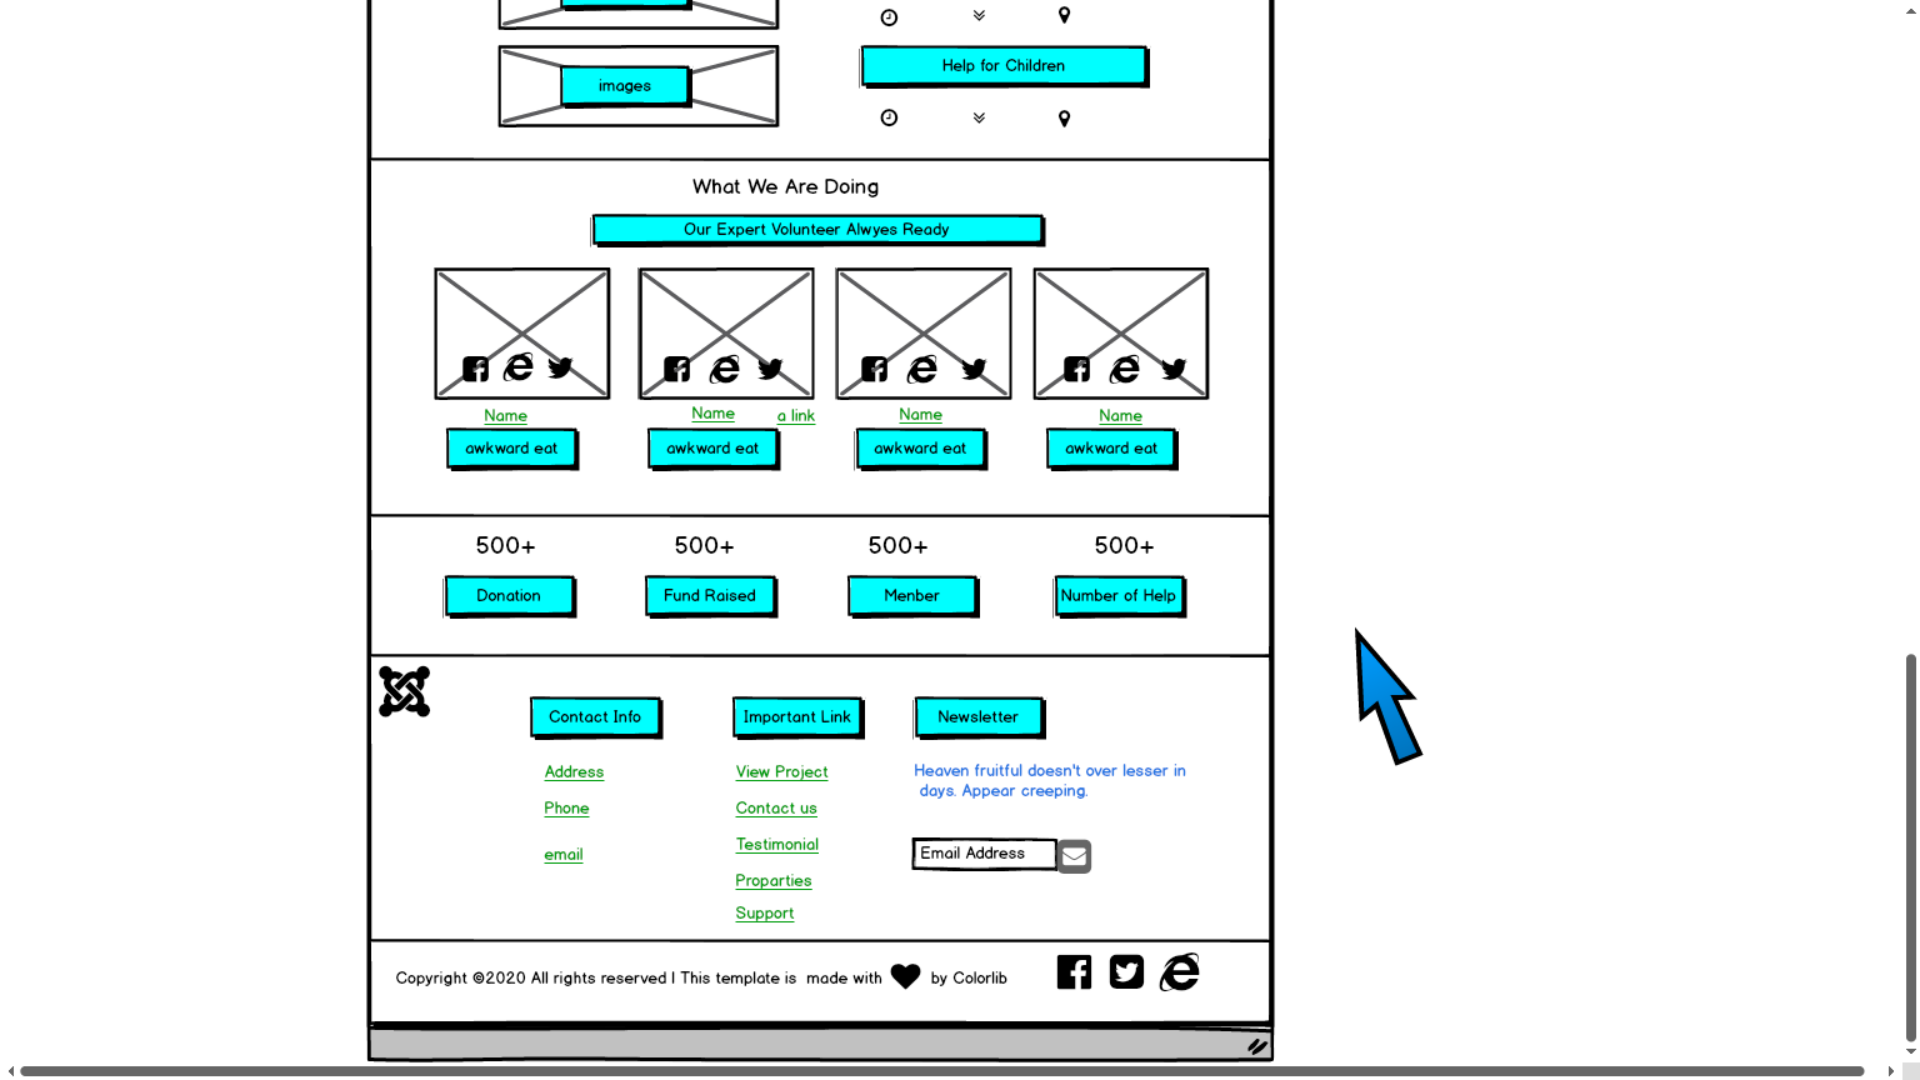 images
Help for Children
What We Are Doing
Our Expert Volunteer Alwyes Ready
Name Name a link Name Name
awkward eat awkward eat awkward eat awkward eat
500+ 500+ 500+ 500+
Donation Fund Raised Menber Number of Help
Contact Info Important Link Newsletter
Address
Phone
email
View Project
Contact us
Testimonial
Proparties
Support
Heaven fruitful doesn't over lesser in
days. Appear creeping.
Email Address
Copyright ©2020 All rights reserved I This template is made with by Colorlib